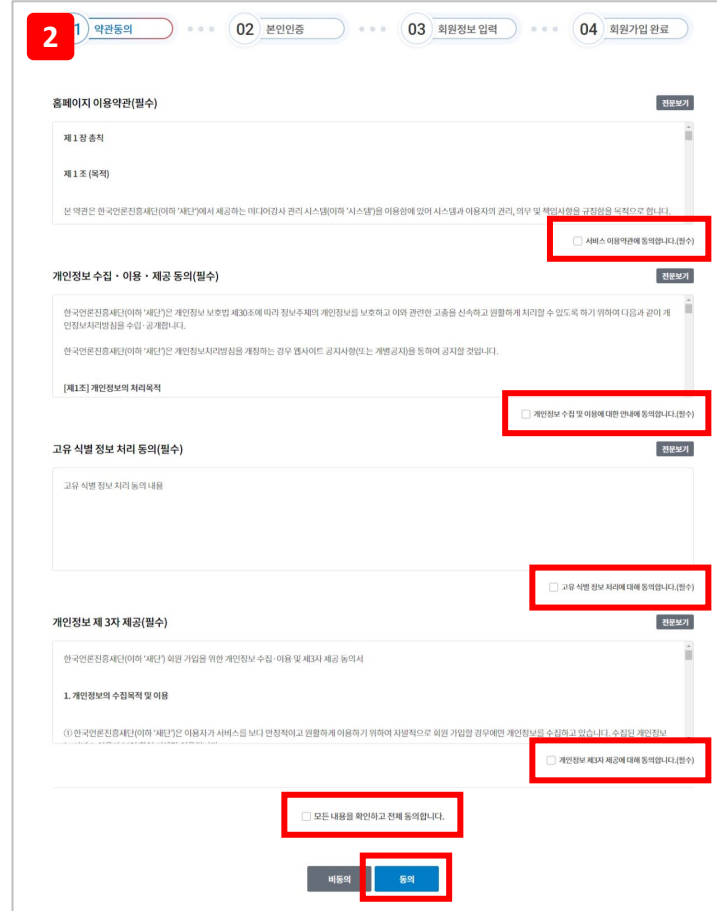 2
1 약관동의
02 본인인증
03 회원정보 입력
04 회원가입 완료
홈페이지 이용약관(필수)
전문보기
제 1 장 총칙
제 1 조 (목적)
본 약관은 한국언론진흥재단(이하 '재단')에서 제공하는 미디어강사 관리 시스템(이하 '시스템')을 이용함에 있어 시스템과 이용자의 권리, 의무 및 책임사항을 규정함을 목적으로 합니다.
서비스 이용약관에 동의합니다.(필수)
개인정보 수집・이용・제공 동의(필수)
전문보기
한국언론진흥재단(이하 '재단')은 개인정보 보호법 제30조에 따라 정보주체의 개인정보를 보호하고 이와 관련한 고충을 신속하고 원활하게 처리할 수 있도록 하기 위하여 다음과 같이 개
인정보처리방침을 수립·공개합니다.
한국언론진흥재단(이하 '재단')은 개인정보처리방침을 개정하는 경우 웹사이트 공지사항(또는 개별공지)을 통하여 공지할 것입니다.
[제1조] 개인정보의 처리목적
개인정보 수집 및 이용에 대한 안내에 동의합니다.(필수)
고유 식별 정보 처리 동의(필수)
전문보기
고유 식별 정보 처리 동의 내용
고유 식별 정보 처리에 대해 동의합니다.(필수)
개인정보 제 3자 제공(필수)
전문보기
한국언론진흥재단(이하 '재단') 회원 가입을 위한 개인정보 수집·이용 및 제3자 제공 동의서
1. 개인정보의 수집목적 및 이용
① 한국언론진흥재단(이하 '재단')은 이용자가 서비스를 보다 안정적이고 원활하게 이용하기 위하여 자발적으로 회원 가입할 경우에만 개인정보를 수집하고 있습니다. 수집된 개인정보
개인정보 제3자 제공에 대해 동의합니다.(필수)
모든 내용을 확인하고 전체 동의합니다.
비동의
동의